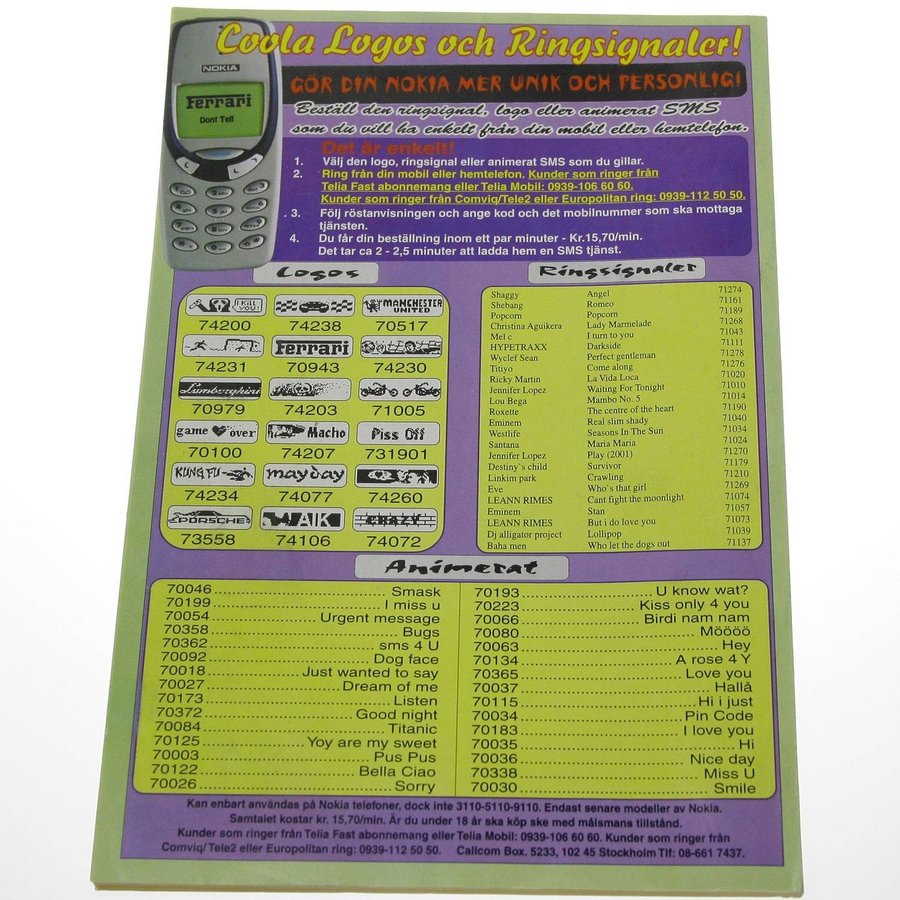 Coola Logos och Ringsignaler!
GÖR DIN NOKIA MER UNIK OCH PERSONLIG!
Beställ den ringsignal, logo eller animerat SMS
som du vill ha enkelt från din mobil eller hemtelefon.
NOKIA
Ferrari
Dont Tell
Det är enkelt!
1. Välj den logo, ringsignal eller animerat SMS som du gillar.
2. Ring från din mobil eller hemtelefon. Kunder som ringer från
Telia Fast abonnemang eller Telia Mobil: 0939-106 60 60.
Kunder som ringer från Comviq/Tele2 eller Europolitan ring: 0939-112 50 50.
3. Följ röstanvisningen och ange kod och det mobilnummer som ska mottaga
tjänsten.
4. Du får din beställning inom ett par minuter - Kr.15,70/min.
Det tar ca 2 - 2,5 minuter att ladda hem en SMS tjänst.
Logos
I KILL YOU! MANCHESTER UNITED
74200 74238 70517
Ferrari
74231 70943 74230
Lamborghini
70979 74203 71005
game over Macho Piss Off
70100 74207 731901
KUNG FU mayday
74234 74077 74260
PORSCHE AIK CRAZY
73558 74106 74072
Ringsignaler
Shaggy Angel 71274
Shebang Romeo 71161
Popcorn Popcorn 71189
Christina Aguikera Lady Marmelade 71268
Mel c I turn to you 71043
HYPETRAXX Darkside 71111
Wyclef Sean Perfect gentleman 71278
Titiyo Come along 71276
Ricky Martin La Vida Loca 71020
Jennifer Lopez Waiting For Tonight 71010
Lou Bega Mambo No. 5 71014
Roxette The centre of the heart 71190
Eminem Real slim shady 71040
Westlife Seasons In The Sun 71034
Santana Maria Maria 71024
Jennifer Lopez Play (2001) 71270
Destiny's child Survivor 71179
Linkim park Crawling 71210
Eve Who's that girl 71269
LEANN RIMES Cant fight the moonlight 71074
Eminem Stan 71057
LEANN RIMES But i do love you 71073
Dj alligator project Lollipop 71039
Baha men Who let the dogs out 71137
Animerat
70046 Smask
70199 I miss u
70054 Urgent message
70358 Bugs
70362 sms 4 U
70092 Dog face
70018 Just wanted to say
70027 Dream of me
70173 Listen
70372 Good night
70084 Titanic
70125 Yoy are my sweet
70003 Pus Pus
70122 Bella Ciao
70026 Sorry
70193 U know wat?
70223 Kiss only 4 you
70066 Birdi nam nam
70080 Möööö
70063 Hey
70134 A rose 4 Y
70365 Love you
70037 Hallå
70115 Hi i just
70034 Pin Code
70183 I love you
70035 Hi
70036 Nice day
70338 Miss U
70030 Smile
Kan enbart användas på Nokia telefoner, dock inte 3110-5110-9110. Endast senare modeller av Nokia.
Samtalet kostar kr. 15,70/min. Är du under 18 år ska köp ske med målsmans tillstånd.
Kunder som ringer från Telia Fast abonnemang eller Telia Mobil: 0939-106 60 60. Kunder som ringer från
Comviq/Tele2 eller Europolitan ring: 0939-112 50 50. Callcom Box. 5233, 102 45 Stockholm Tlf: 08-661 7437.